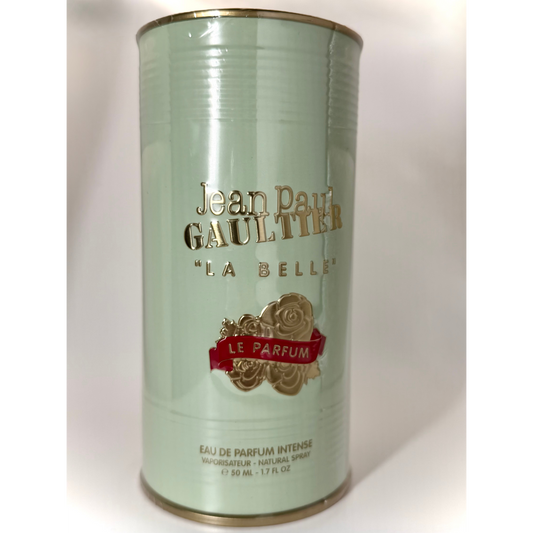 Jean Paul
GAULTIER
"LA BELLE"
LE PARFUM
EAU DE PARFUM INTENSE
VAPORISATEUR - NATURAL SPRAY
℮ 50 ML - 1.7 FL OZ